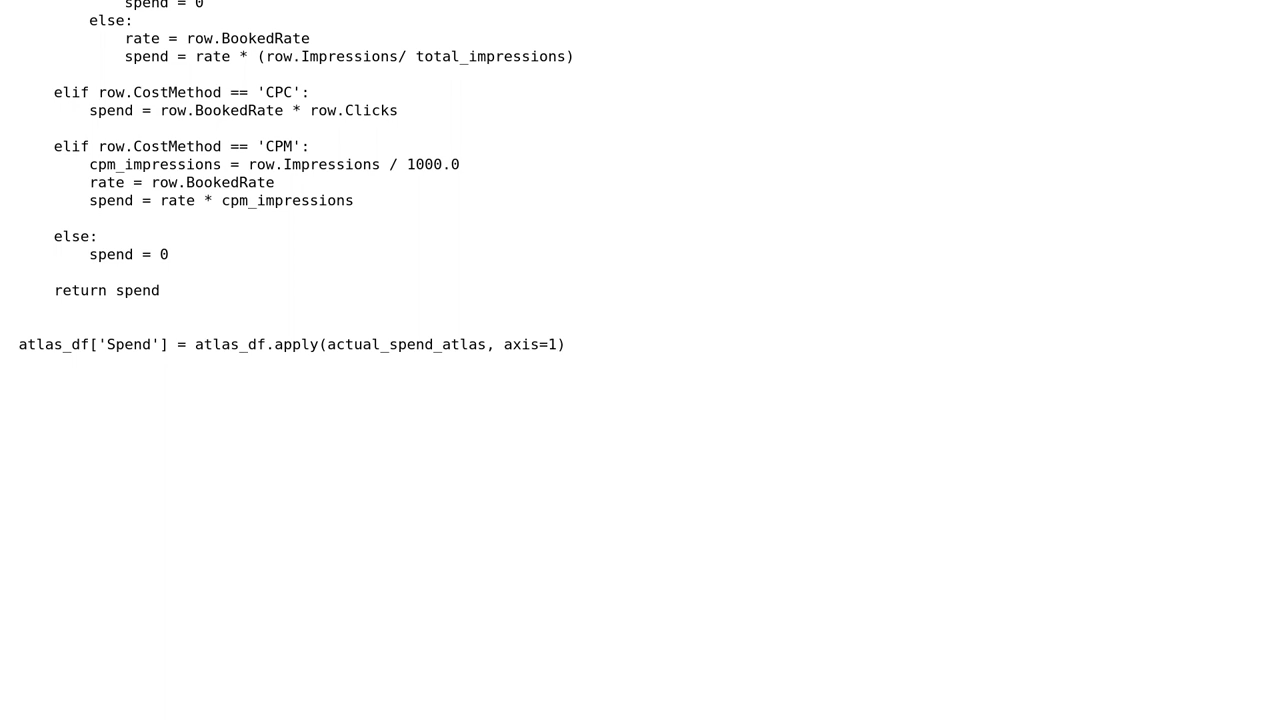 spend = 0
        else:
            rate = row.BookedRate
            spend = rate * (row.Impressions/ total_impressions)

    elif row.CostMethod == 'CPC':
        spend = row.BookedRate * row.Clicks

    elif row.CostMethod == 'CPM':
        cpm_impressions = row.Impressions / 1000.0
        rate = row.BookedRate
        spend = rate * cpm_impressions

    else:
        spend = 0

    return spend


atlas_df['Spend'] = atlas_df.apply(actual_spend_atlas, axis=1)